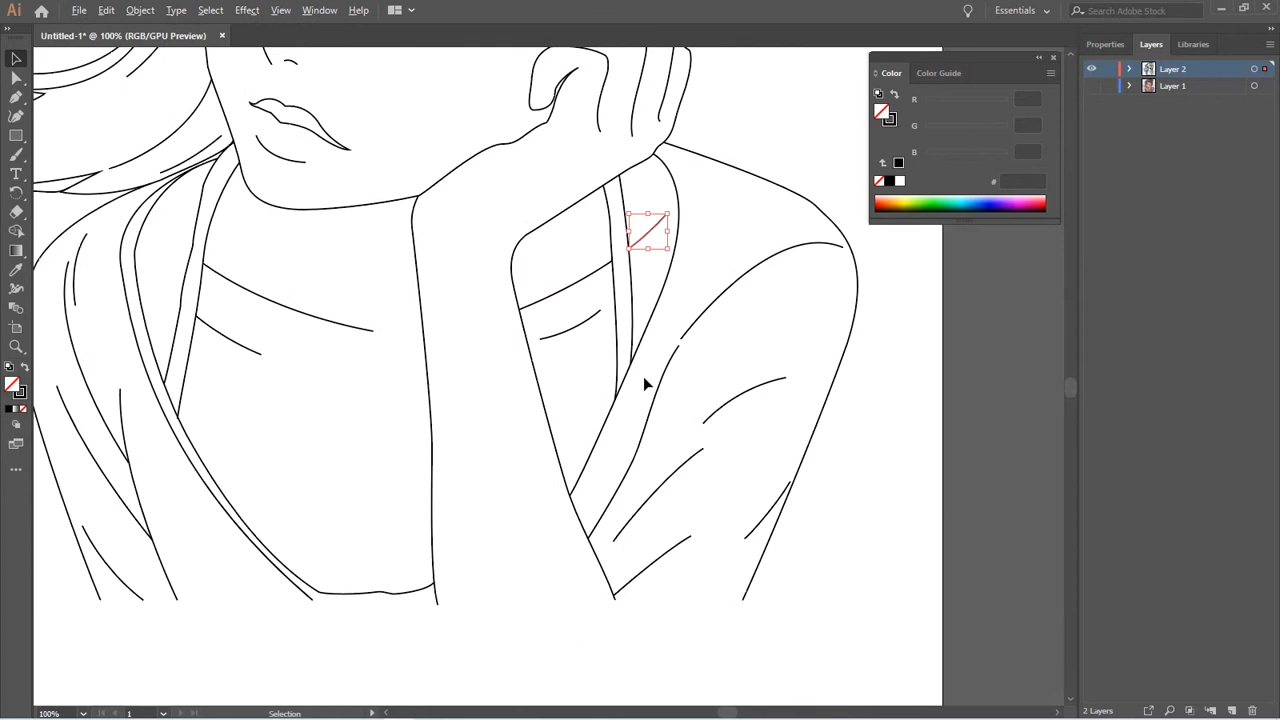 Ai File Edit Object Type Select Effect View Window Help Essentials Search Adobe Stock
Untitled-1* @ 100% (RGB/GPU Preview) ×
Properties Layers Libraries
Layer 2
Layer 1
Color Color Guide
R
G
B
#
100% 1 Selection
2 Layers